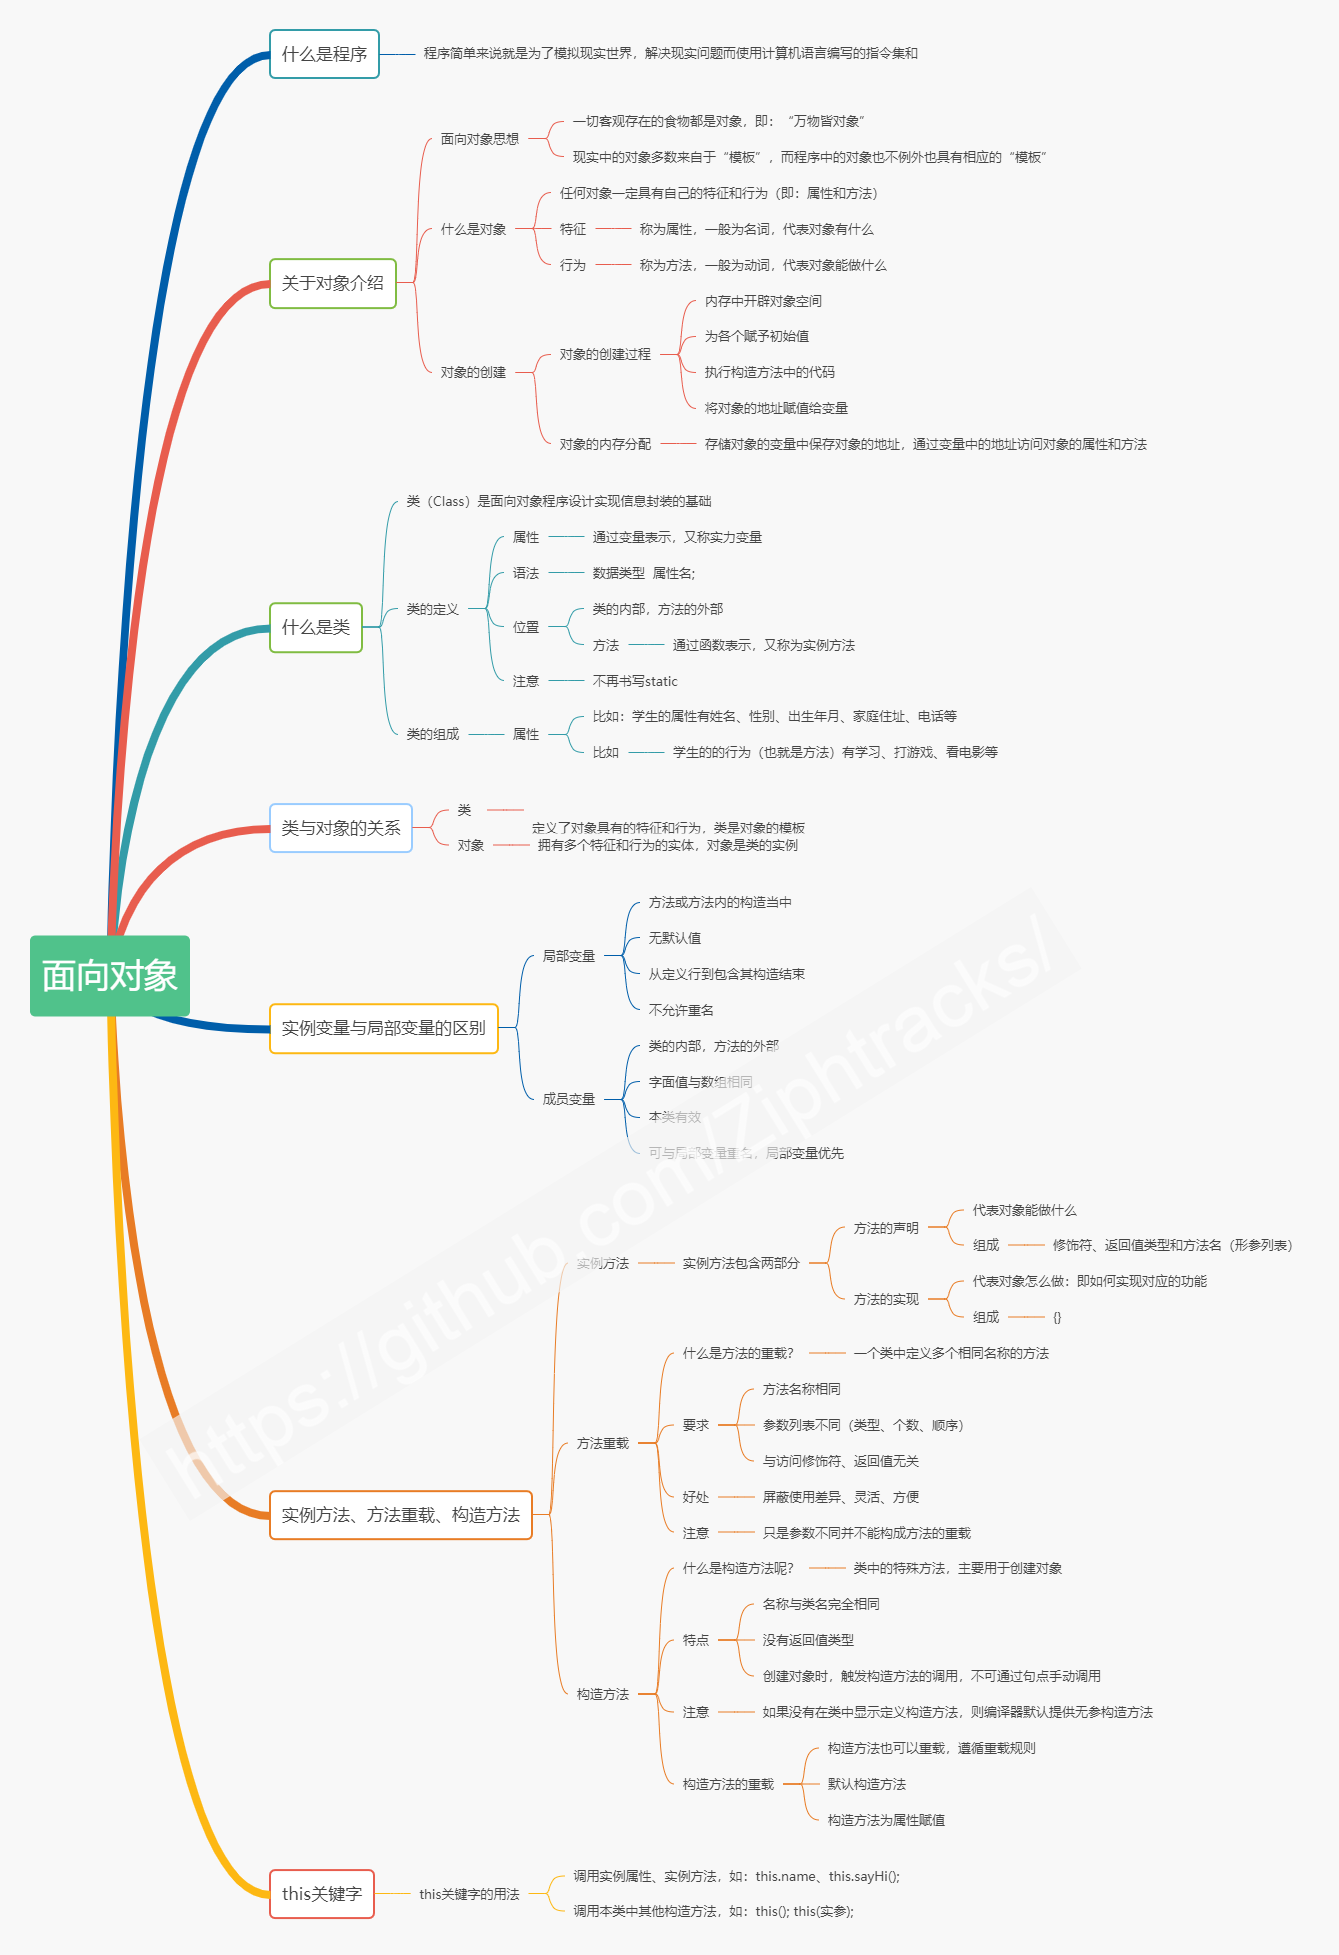 什么是程序
程序简单来说就是为了模拟现实世界，解决现实问题而使用计算机语言编写的指令集和
关于对象介绍
面向对象思想
一切客观存在的食物都是对象，即：“万物皆对象”
现实中的对象多数来自于“模板”，而程序中的对象也不例外也具有相应的“模板”
什么是对象
任何对象一定具有自己的特征和行为（即：属性和方法）
特征
称为属性，一般为名词，代表对象有什么
行为
称为方法，一般为动词，代表对象能做什么
对象的创建
对象的创建过程
内存中开辟对象空间
为各个赋予初始值
执行构造方法中的代码
将对象的地址赋值给变量
对象的内存分配
存储对象的变量中保存对象的地址，通过变量中的地址访问对象的属性和方法
什么是类
类（Class）是面向对象程序设计实现信息封装的基础
类的定义
属性
通过变量表示，又称实力变量
语法
数据类型 属性名;
位置
类的内部，方法的外部
方法
通过函数表示，又称为实例方法
注意
不再书写static
类的组成
属性
比如：学生的属性有姓名、性别、出生年月、家庭住址、电话等
比如
学生的的行为（也就是方法）有学习、打游戏、看电影等
类与对象的关系
类
定义了对象具有的特征和行为，类是对象的模板
对象
拥有多个特征和行为的实体，对象是类的实例
面向对象
实例变量与局部变量的区别
局部变量
方法或方法内的构造当中
无默认值
从定义行到包含其构造结束
不允许重名
成员变量
类的内部，方法的外部
字面值与数组相同
本类有效
可与局部变量重名，局部变量优先
实例方法、方法重载、构造方法
实例方法
实例方法包含两部分
方法的声明
代表对象能做什么
组成
修饰符、返回值类型和方法名（形参列表）
方法的实现
代表对象怎么做：即如何实现对应的功能
组成
{}
方法重载
什么是方法的重载？
一个类中定义多个相同名称的方法
要求
方法名称相同
参数列表不同（类型、个数、顺序）
与访问修饰符、返回值无关
好处
屏蔽使用差异、灵活、方便
注意
只是参数不同并不能构成方法的重载
构造方法
什么是构造方法呢？
类中的特殊方法，主要用于创建对象
特点
名称与类名完全相同
没有返回值类型
创建对象时，触发构造方法的调用，不可通过句点手动调用
注意
如果没有在类中显示定义构造方法，则编译器默认提供无参构造方法
构造方法的重载
构造方法也可以重载，遵循重载规则
默认构造方法
构造方法为属性赋值
this关键字
this关键字的用法
调用实例属性、实例方法，如：this.name、this.sayHi();
调用本类中其他构造方法，如：this(); this(实参);
https://github.com/Ziphtracks/